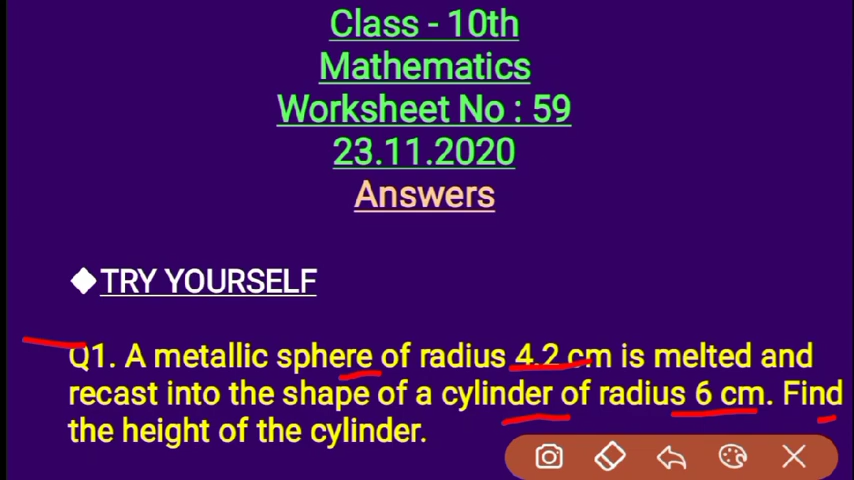 Class - 10th
Mathematics
Worksheet No : 59
23.11.2020
Answers
◆TRY YOURSELF
Q1. A metallic sphere of radius 4.2 cm is melted and
recast into the shape of a cylinder of radius 6 cm. Find
the height of the cylinder.